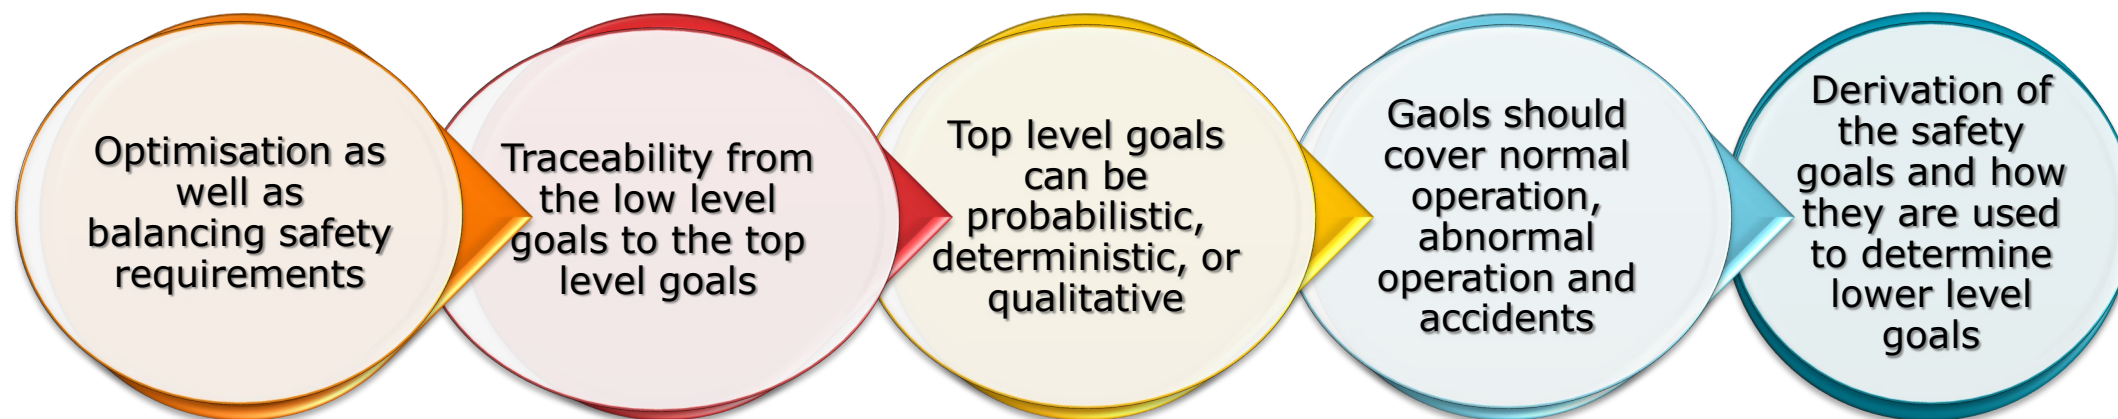 Optimisation as
well as
balancing safety
requirements
Traceability from
the low level
goals to the top
level goals
Top level goals
can be
probabilistic,
deterministic, or
qualitative
Gaols should
cover normal
operation,
abnormal
operation and
accidents
Derivation of
the safety
goals and how
they are used
to determine
lower level
goals